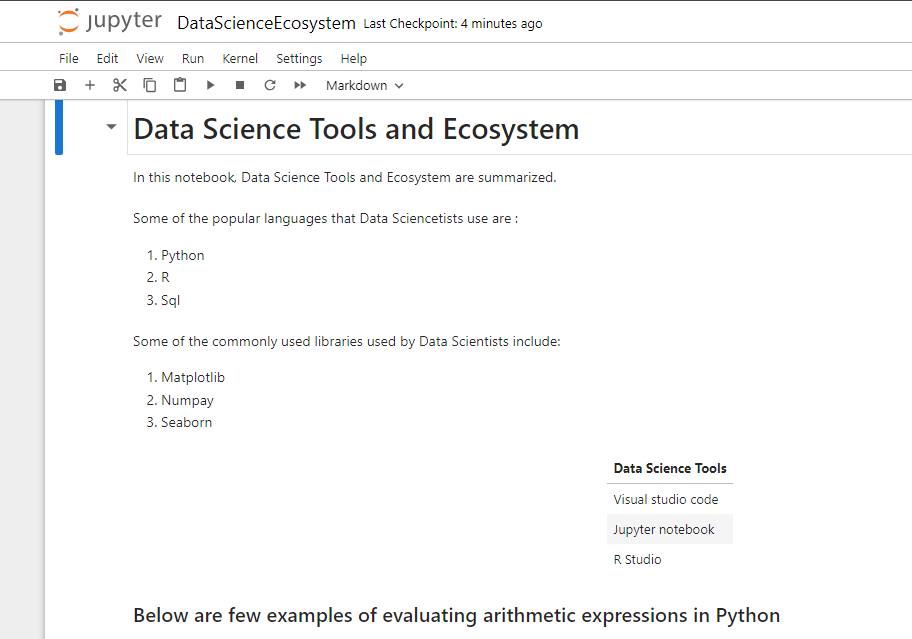 jupyter DataScienceEcosystem Last Checkpoint: 4 minutes ago
File Edit View Run Kernel Settings Help
Markdown
Data Science Tools and Ecosystem
In this notebook, Data Science Tools and Ecosystem are summarized.
Some of the popular languages that Data Sciencetists use are :
1. Python
2. R
3. Sql
Some of the commonly used libraries used by Data Scientists include:
1. Matplotlib
2. Numpay
3. Seaborn
Data Science Tools
Visual studio code
Jupyter notebook
R Studio
Below are few examples of evaluating arithmetic expressions in Python